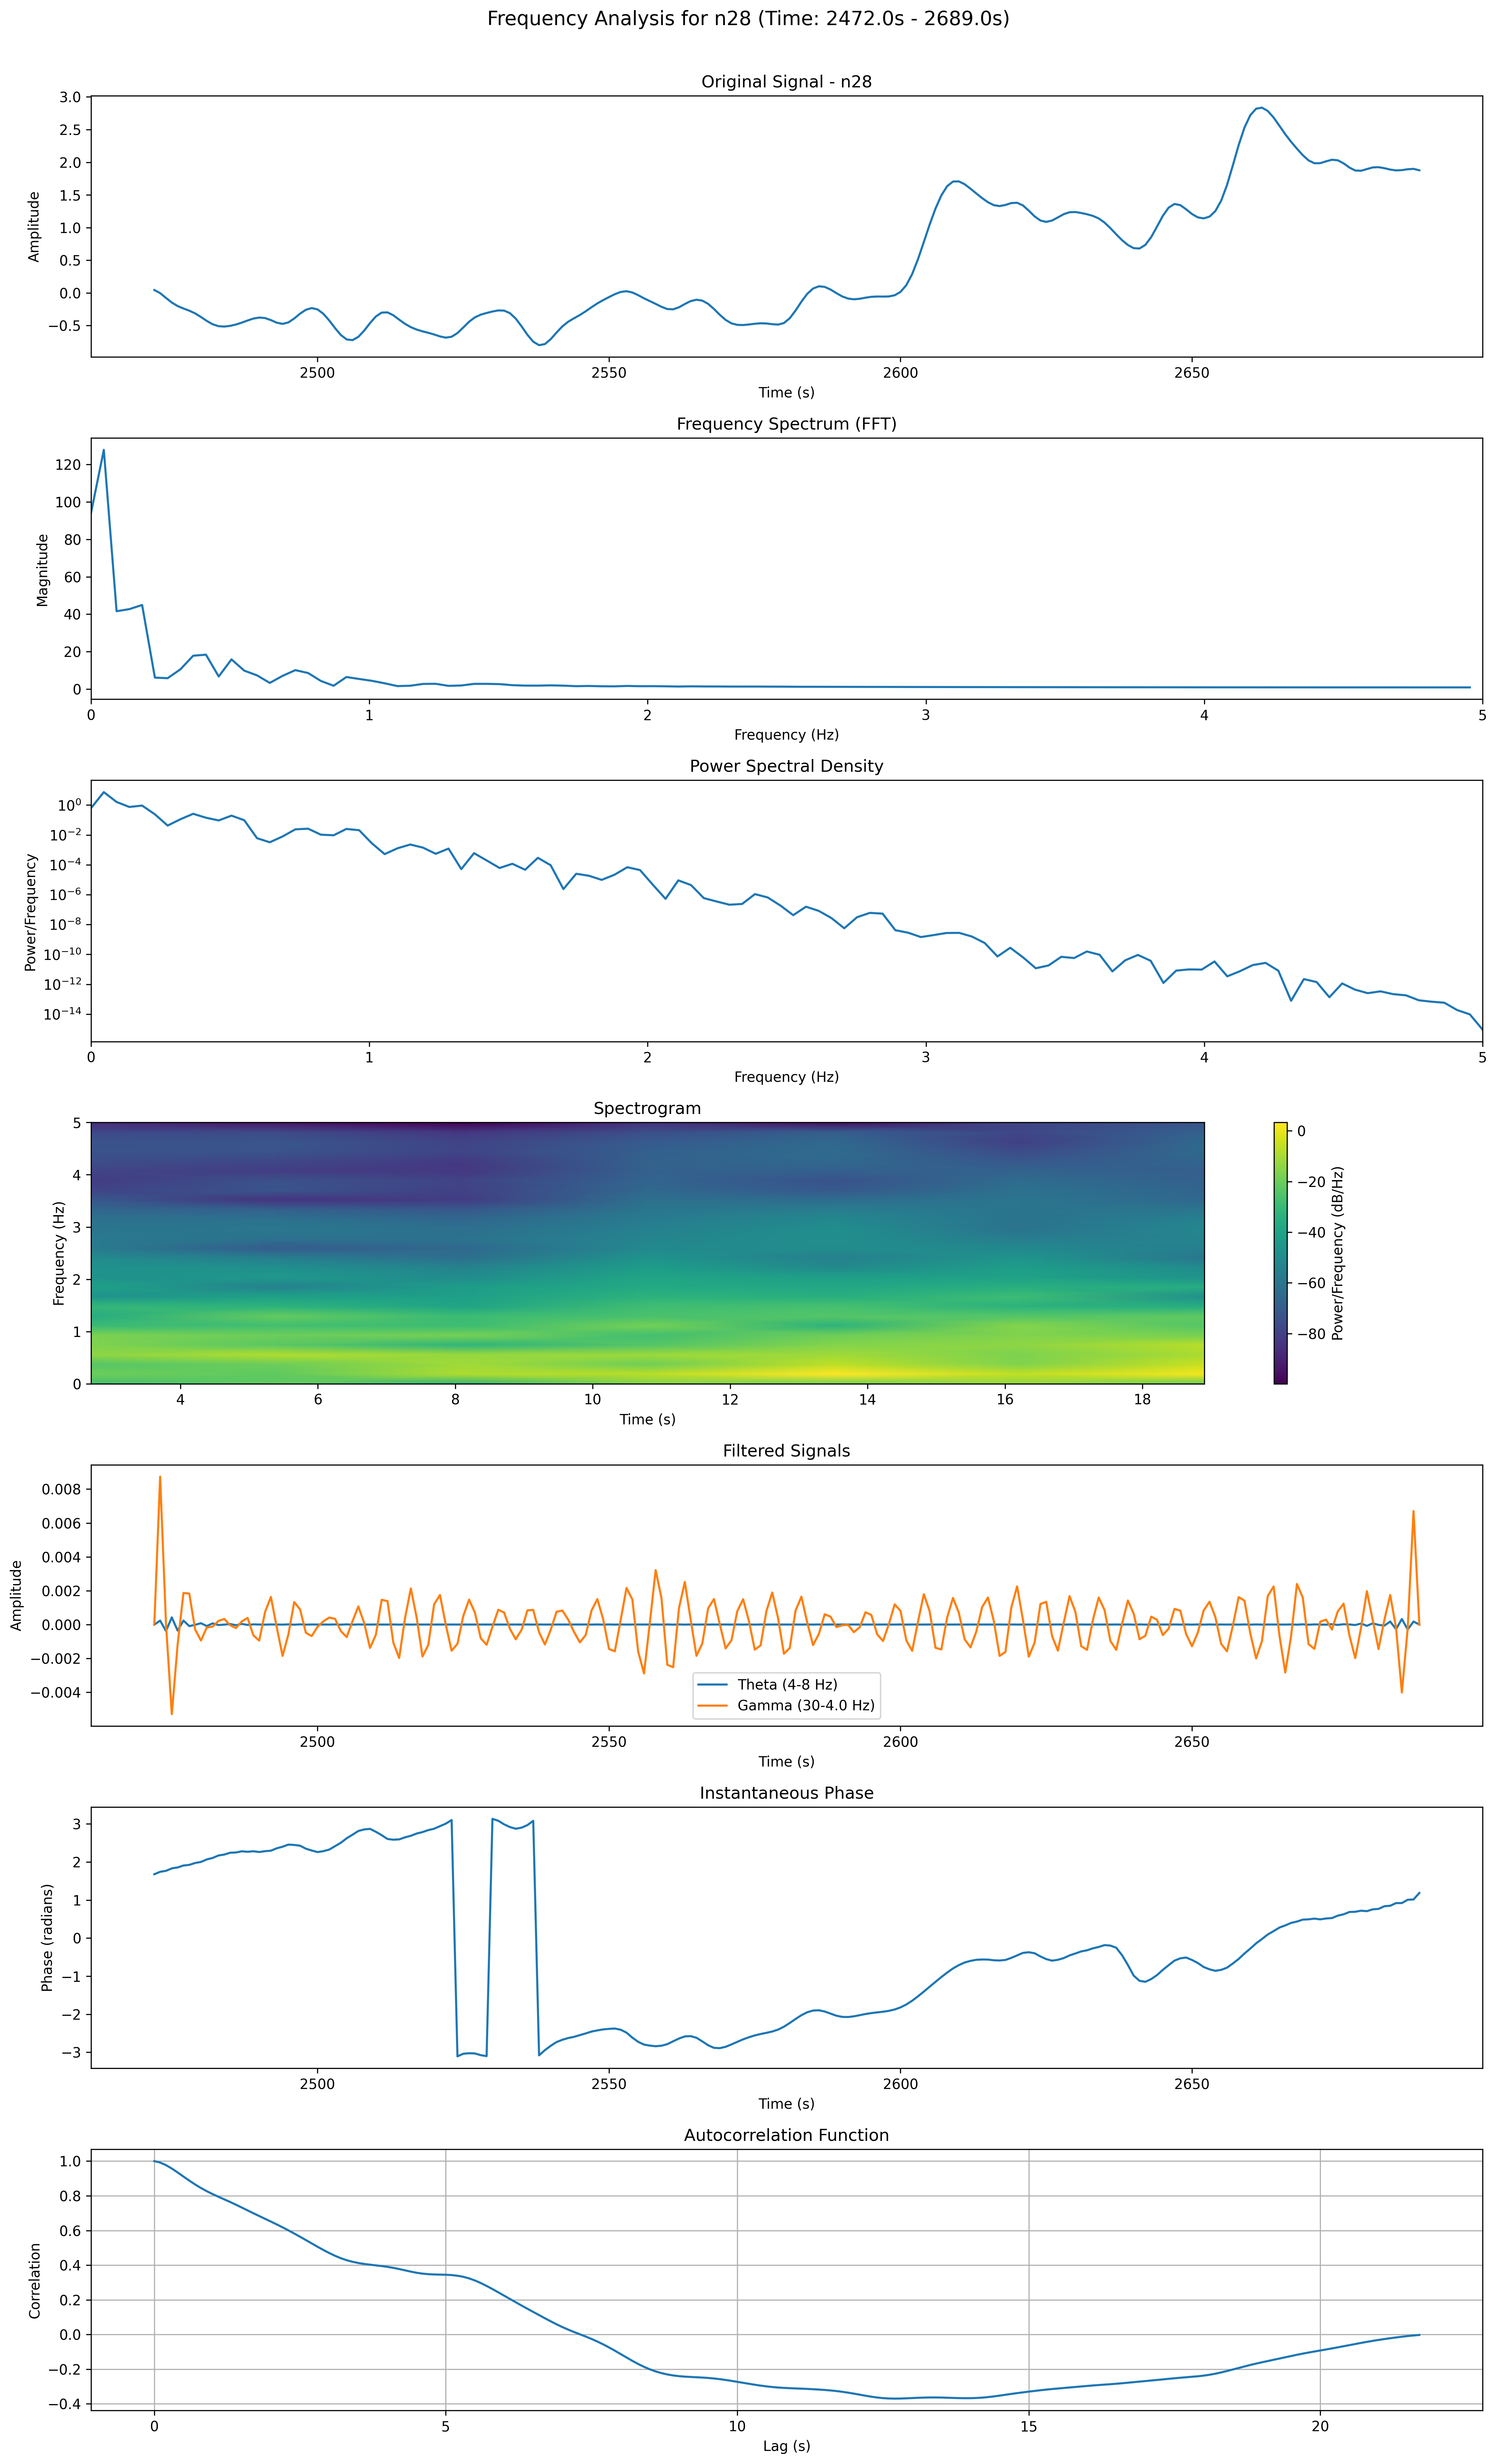 Frequency Analysis for n28 (Time: 2472.0s - 2689.0s)
Original Signal - n28
3.0
2.5
2.0
1.5
1.0
0.5
0.0
−0.5
Amplitude
2500 2550 2600 2650
Time (s)
Frequency Spectrum (FFT)
120
100
80
60
40
20
0
Magnitude
0 1 2 3 4 5
Frequency (Hz)
Power Spectral Density
10⁰
10⁻²
10⁻⁴
10⁻⁶
10⁻⁸
10⁻¹⁰
10⁻¹²
10⁻¹⁴
Power/Frequency
0 1 2 3 4 5
Frequency (Hz)
Spectrogram
5
4
3
2
1
0
Frequency (Hz)
4 6 8 10 12 14 16 18
Time (s)
0
−20
−40
−60
−80
Power/Frequency (dB/Hz)
Filtered Signals
0.008
0.006
0.004
0.002
0.000
−0.002
−0.004
Amplitude
Theta (4-8 Hz)
Gamma (30-4.0 Hz)
2500 2550 2600 2650
Time (s)
Instantaneous Phase
3
2
1
0
−1
−2
−3
Phase (radians)
2500 2550 2600 2650
Time (s)
Autocorrelation Function
1.0
0.8
0.6
0.4
0.2
0.0
−0.2
−0.4
Correlation
0 5 10 15 20
Lag (s)